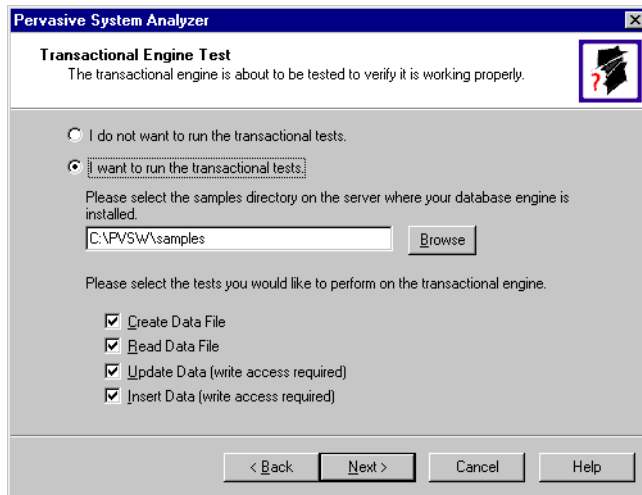 Pervasive System Analyzer
Transactional Engine Test
The transactional engine is about to be tested to verify it is working properly.
?
I do not want to run the transactional tests.
I want to run the transactional tests.
Please select the samples directory on the server where your database engine is
installed.
C:\PVSW\samples
Browse
Please select the tests you would like to perform on the transactional engine.
Create Data File
Read Data File
Update Data (write access required)
Insert Data (write access required)
< Back
Next >
Cancel
Help